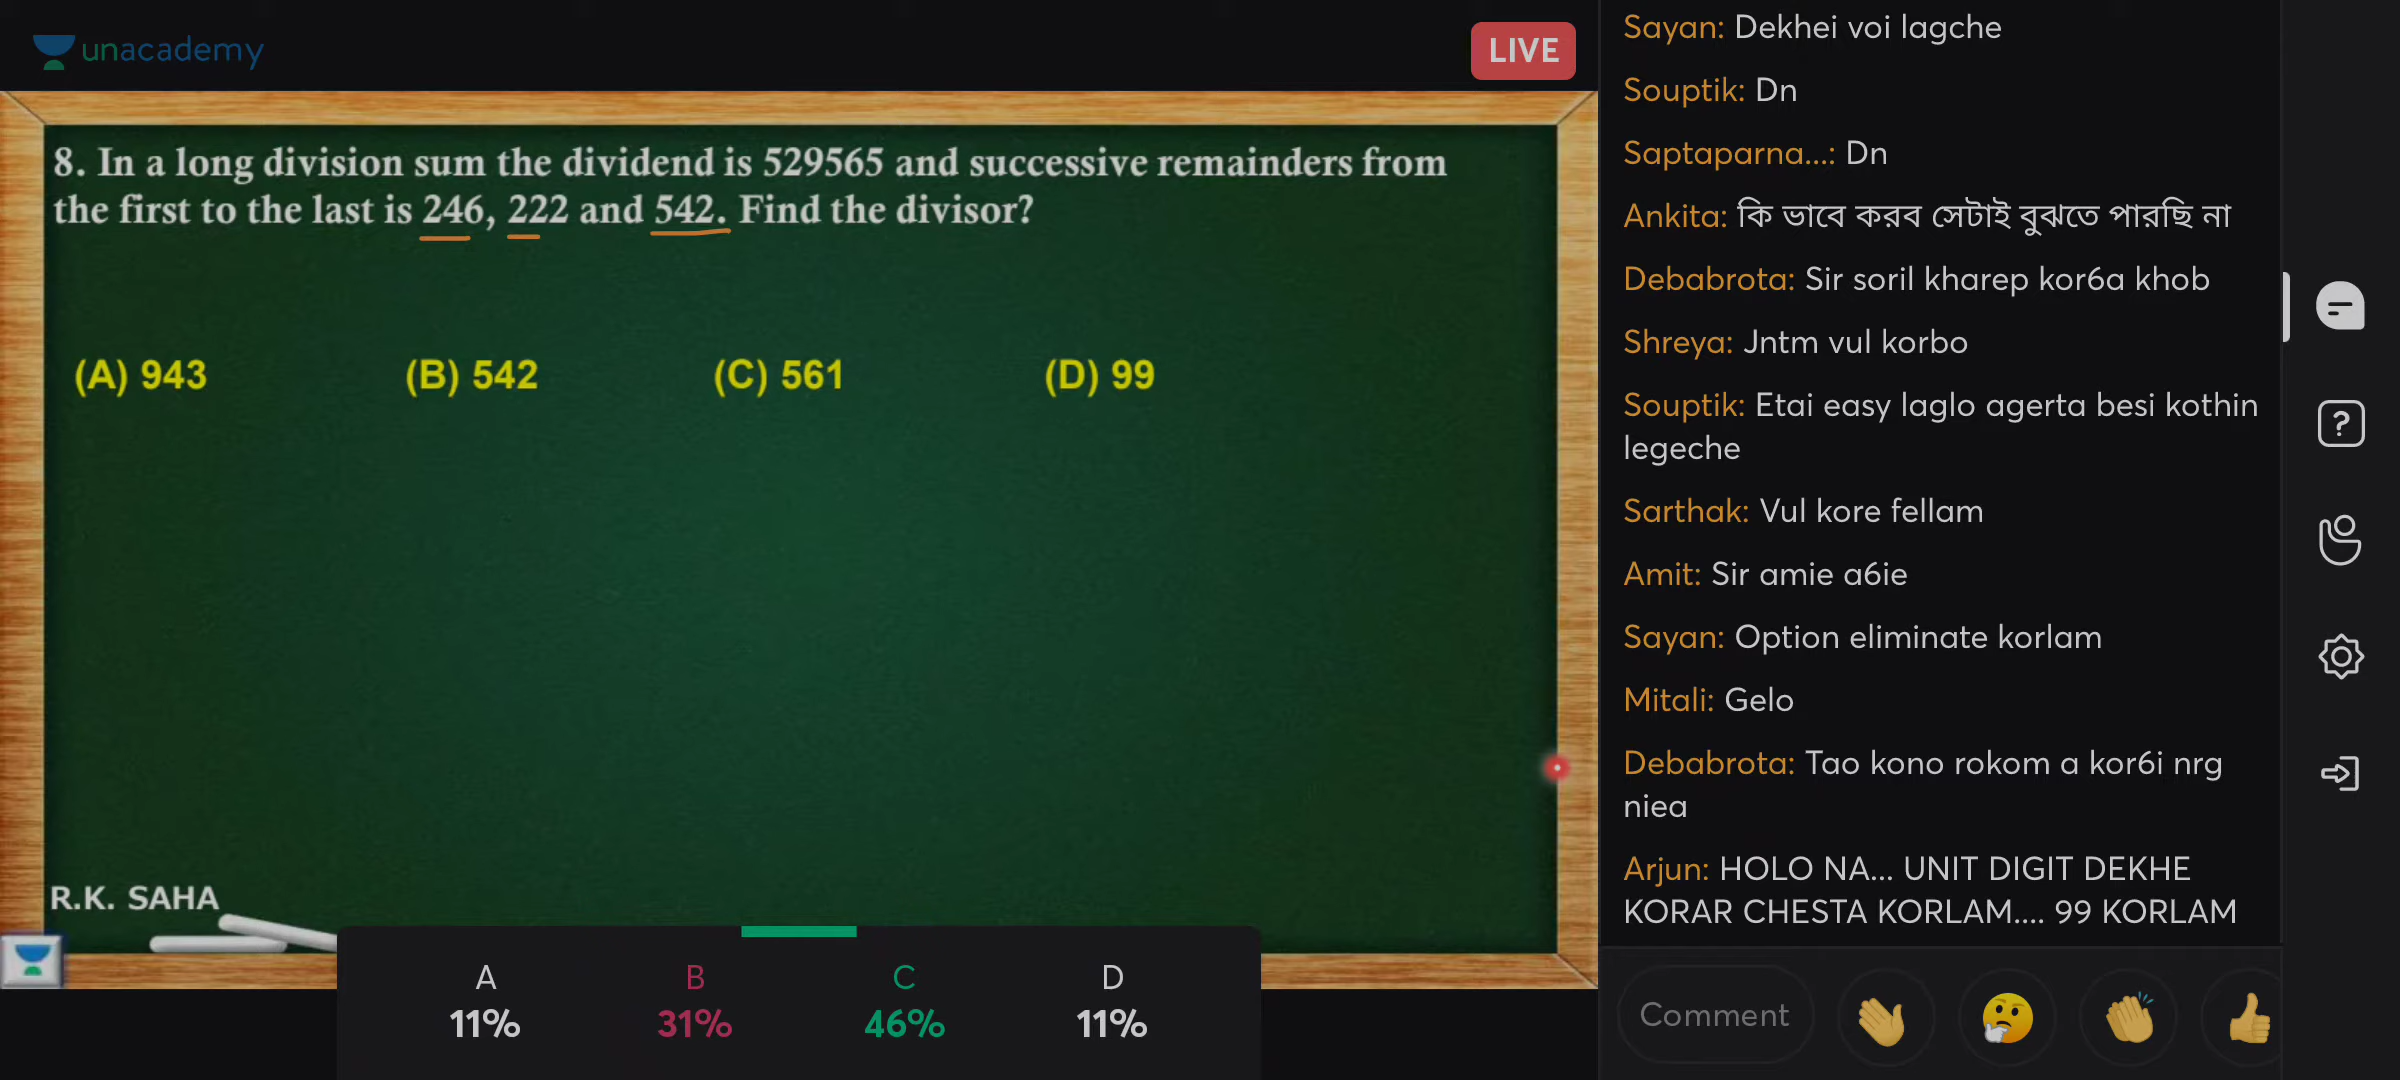 unacademy
LIVE
8. In a long division sum the dividend is 529565 and successive remainders from
the first to the last is 246, 222 and 542. Find the divisor?
(A) 943 (B) 542 (C) 561 (D) 99
R.K. SAHA
A B C D
11% 31% 46% 11%
Sayan: Dekhei voi lagche
Souptik: Dn
Saptaparna...: Dn
Ankita: কি ভাবে করব সেটাই বুঝতে পারছি না
Debabrota: Sir soril kharep kor6a khob
Shreya: Jntm vul korbo
Souptik: Etai easy laglo agerta besi kothin
legeche
Sarthak: Vul kore fellam
Amit: Sir amie a6ie
Sayan: Option eliminate korlam
Mitali: Gelo
Debabrota: Tao kono rokom a kor6i nrg
niea
Arjun: HOLO NA... UNIT DIGIT DEKHE
KORAR CHESTA KORLAM.... 99 KORLAM
Comment